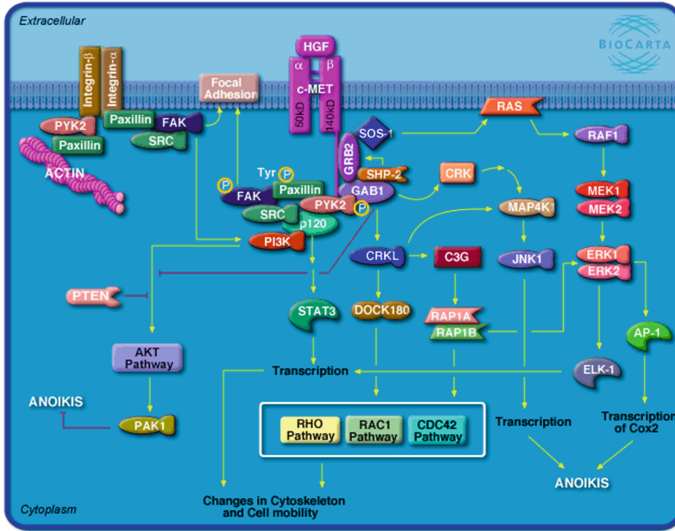 Extracellular
BIOCARTA
Integrin-β
Integrin-α
HGF
α
β
c-MET
50kD
140kD
Focal
Adhesion
RAS
PYK2
Paxillin
FAK
Paxillin
SRC
ACTIN
SOS-1
GRB2
SHP-2
GAB1
RAF1
CRK
MEK1
MEK2
MAP4K1
P
Tyr
P
FAK
Paxillin
PYK2
P
SRC
p120
PI3K
CRKL
C3G
JNK1
ERK1
ERK2
PTEN
STAT3
DOCK180
RAP1A
RAP1B
AP-1
AKT
Pathway
Transcription
ELK-1
ANOIKIS
PAK1
RHO
Pathway
RAC1
Pathway
CDC42
Pathway
Transcription
Transcription
of Cox2
ANOIKIS
Changes in Cytoskeleton
and Cell mobility
Cytoplasm